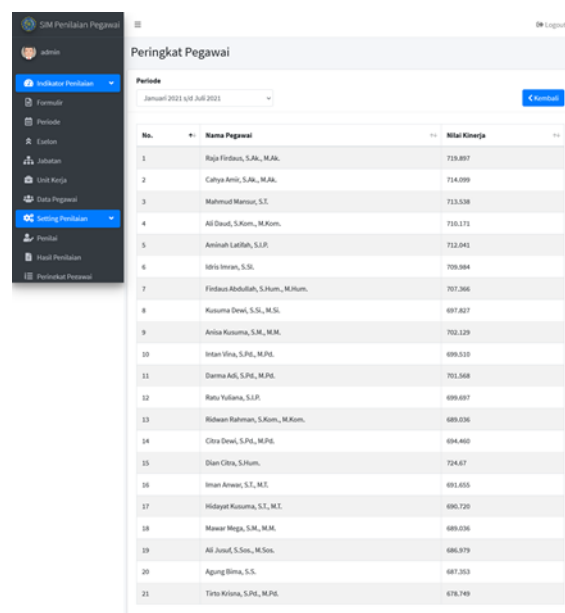 SIM Penilaian Pegawai
Logout
admin
Peringkat Pegawai
Indikator Penilaian
Formulir
Periode
Eselon
Jabatan
Unit Kerja
Data Pegawai
Setting Penilaian
Penilai
Hasil Penilaian
Peringkat Pegawai
Periode
Januari 2021 s/d Juli 2021
Kembali
No. Nama Pegawai Nilai Kinerja
1 Raja Firdaus, S.Ak., M.Ak. 719.897
2 Cahya Amir, S.Ak., M.Ak. 714.099
3 Mahmud Mansur, S.T. 713.538
4 Ali Daud, S.Kom., M.Kom. 710.171
5 Aminah Latifah, S.I.P. 712.041
6 Idris Imran, S.Si. 709.984
7 Firdaus Abdullah, S.Hum., M.Hum. 707.366
8 Kusuma Dewi, S.Si., M.Si. 697.827
9 Anisa Kusuma, S.M., M.M. 702.129
10 Intan Vina, S.Pd., M.Pd. 699.510
11 Darma Adi, S.Pd., M.Pd. 701.568
12 Ratu Yuliana, S.I.P. 699.697
13 Ridwan Rahman, S.Kom., M.Kom. 689.036
14 Citra Dewi, S.Pd., M.Pd. 694.460
15 Dian Citra, S.Hum. 724.67
16 Iman Anwar, S.T., M.T. 691.655
17 Hidayat Kusuma, S.T., M.T. 690.720
18 Mawar Mega, S.M., M.M. 689.036
19 Ali Jusuf, S.Sos., M.Sos. 686.979
20 Agung Bima, S.S. 687.353
21 Tirto Krisna, S.Pd., M.Pd. 678.749